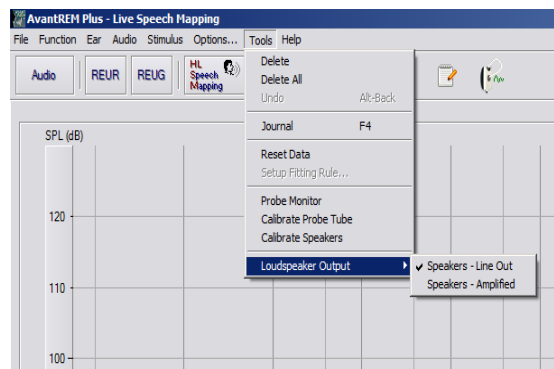 AvantREM Plus - Live Speech Mapping
File Function Ear Audio Stimulus Options... Tools Help
Audio
REUR
REUG
HL
Speech
Mapping
Delete
Delete All
Undo Alt-Back
Journal F4
Reset Data
Setup Fitting Rule...
Probe Monitor
Calibrate Probe Tube
Calibrate Speakers
Loudspeaker Output
Speakers - Line Out
Speakers - Amplified
SPL (dB)
120
110
100